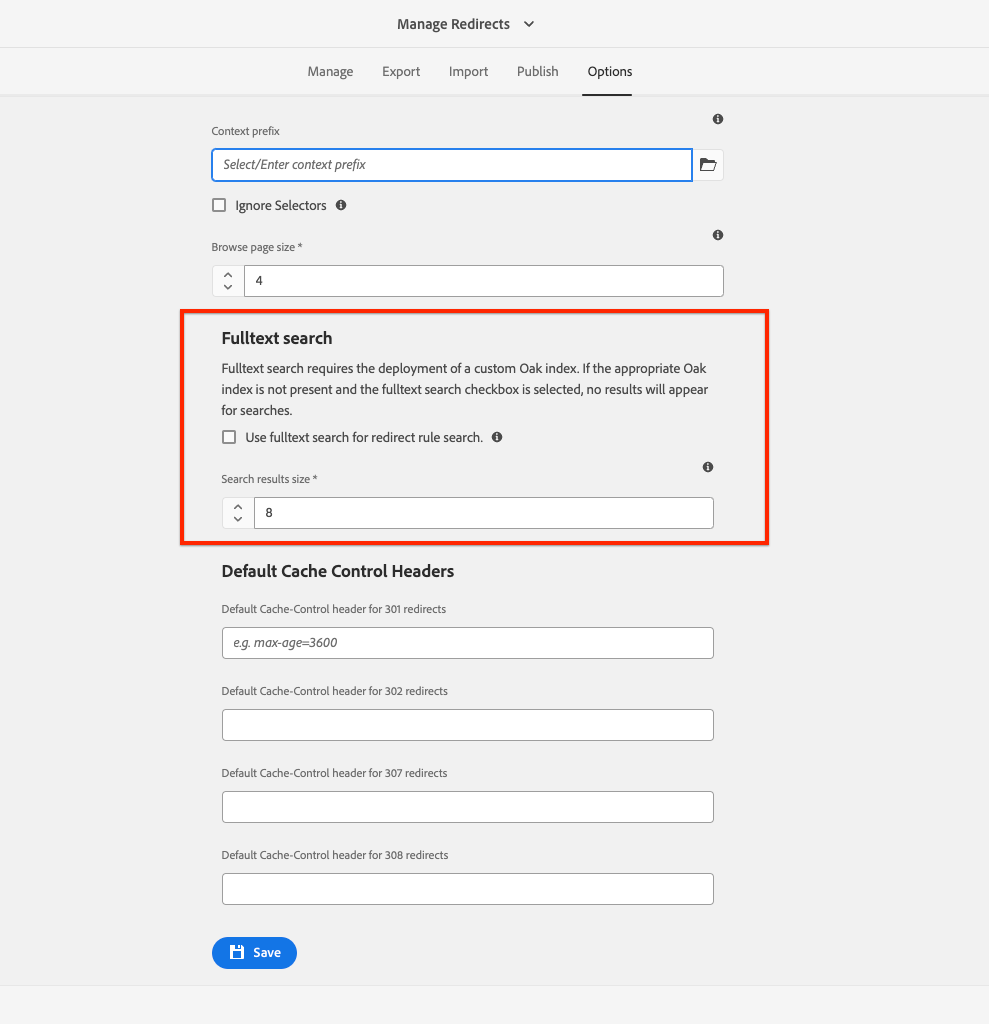 Manage Redirects
Manage Export Import Publish Options
Context prefix
Select/Enter context prefix
Ignore Selectors
Browse page size *
4
Fulltext search
Fulltext search requires the deployment of a custom Oak index. If the appropriate Oak
index is not present and the fulltext search checkbox is selected, no results will appear
for searches.
Use fulltext search for redirect rule search.
Search results size *
8
Default Cache Control Headers
Default Cache-Control header for 301 redirects
e.g. max-age=3600
Default Cache-Control header for 302 redirects
Default Cache-Control header for 307 redirects
Default Cache-Control header for 308 redirects
Save